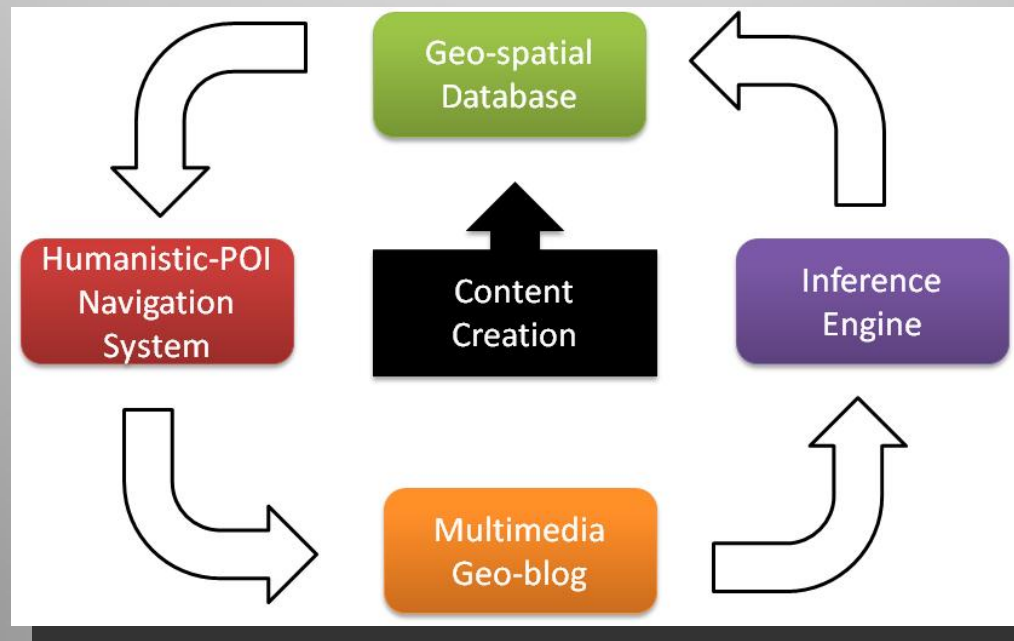 Geo-spatial
Database
Humanistic-POI
Navigation
System
Content
Creation
Inference
Engine
Multimedia
Geo-blog